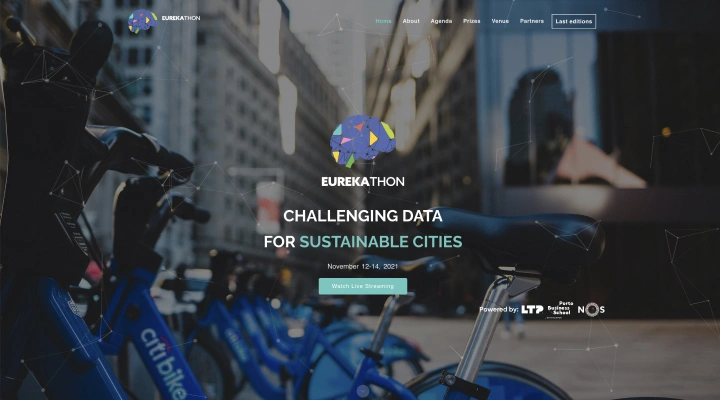 EUREKATHON
Home About Agenda Prizes Venue Partners Last editions
EUREKATHON
CHALLENGING DATA
FOR SUSTAINABLE CITIES
November 12-14, 2021
Watch Live Streaming
Powered by: LTP Porto Business School NOS
citibike